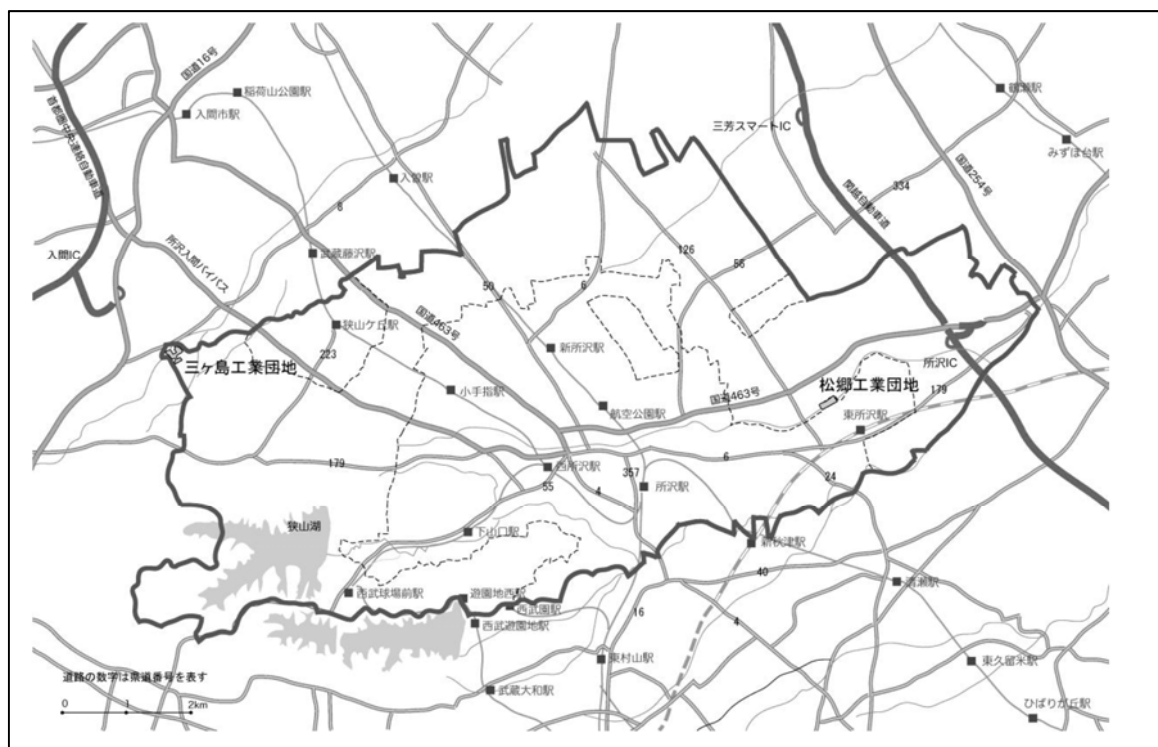 国道16号
稲荷山公園駅
入間市駅
首都圏中央連絡自動車道
入曽駅
三芳スマートIC
鶴瀬駅
みずほ台駅
国道254号
334
関越自動車道
8
所沢入間バイパス
入間IC
武蔵藤沢駅
126
56
50
6
国道463号
狭山ケ丘駅
223
三ヶ島工業団地
新所沢駅
小手指駅
所沢IC
松郷工業団地
179
国道463号
航空公園駅
東所沢駅
179
西所沢駅
6
357
24
55
4
所沢駅
狭山湖
下山口駅
新秋津駅
40
清瀬駅
西武球場前駅
遊園地西駅
西武園駅
西武遊園地駅
16
4
東村山駅
東久留米駅
武蔵大和駅
ひばりが丘駅
道路の数字は県道番号を表す
0 1 2km